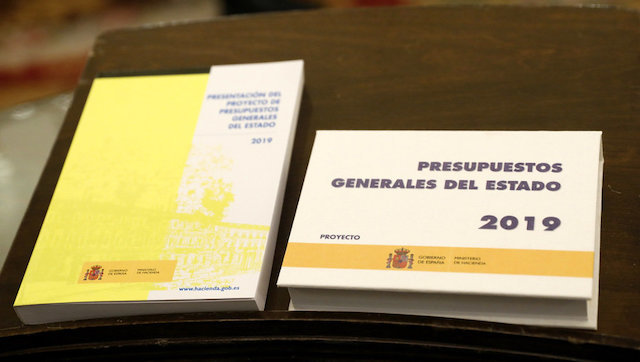 PRESENTACIÓN DEL
PROYECTO DE
PRESUPUESTOS
GENERALES
DEL ESTADO
2019
GOBIERNO
DE ESPAÑA
MINISTERIO
DE HACIENDA
www.hacienda.gob.es
PRESUPUESTOS
GENERALES DEL ESTADO
2019
PROYECTO
GOBIERNO
DE ESPAÑA
MINISTERIO
DE HACIENDA